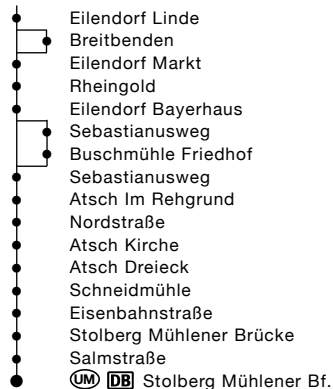 Eilendorf Linde
Breitbenden
Eilendorf Markt
Rheingold
Eilendorf Bayerhaus
Sebastianusweg
Buschmühle Friedhof
Sebastianusweg
Atsch Im Rehgrund
Nordstraße
Atsch Kirche
Atsch Dreieck
Schneidmühle
Eisenbahnstraße
Stolberg Mühlener Brücke
Salmstraße
UM DB Stolberg Mühlener Bf.